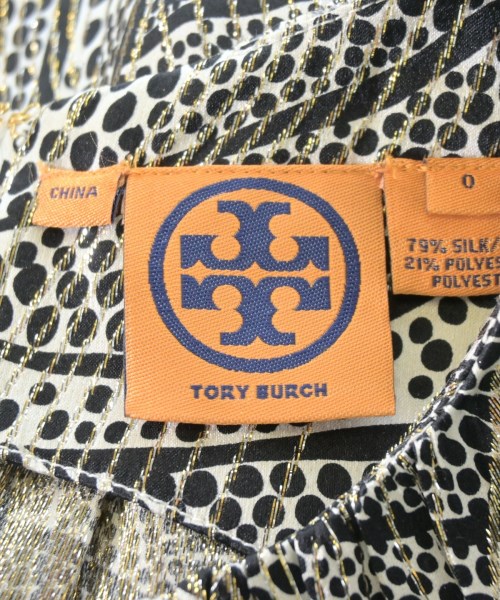 CHINA
TORY BURCH
0
79% SILK/
21% POLYES
POLYEST